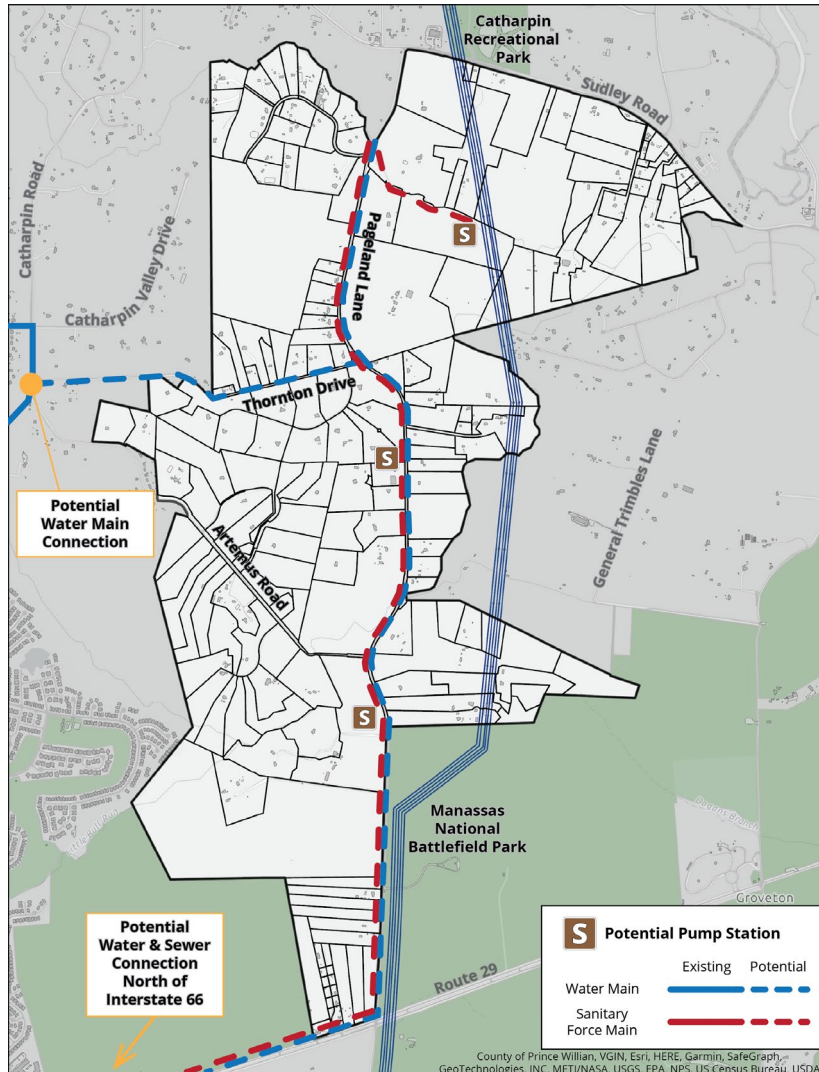 Catharpin
Recreational
Park
Sudley Road
Catharpin Road
Catharpin Valley Drive
Pageland Lane
S
Thornton Drive
S
General Trimbles Lane
Potential
Water Main
Connection
Artemus Road
S
Manassas
National
Battlefield Park
Dogans Branch
Groveton
Potential
Water & Sewer
Connection
North of
Interstate 66
Route 29
S Potential Pump Station
Existing Potential
Water Main
Sanitary
Force Main
County of Prince Willian, VGIN, Esri, HERE, Garmin, SafeGraph,
GeoTechnologies, INC, METI/NASA, USGS, EPA, NPS, US Census Bureau, USDA